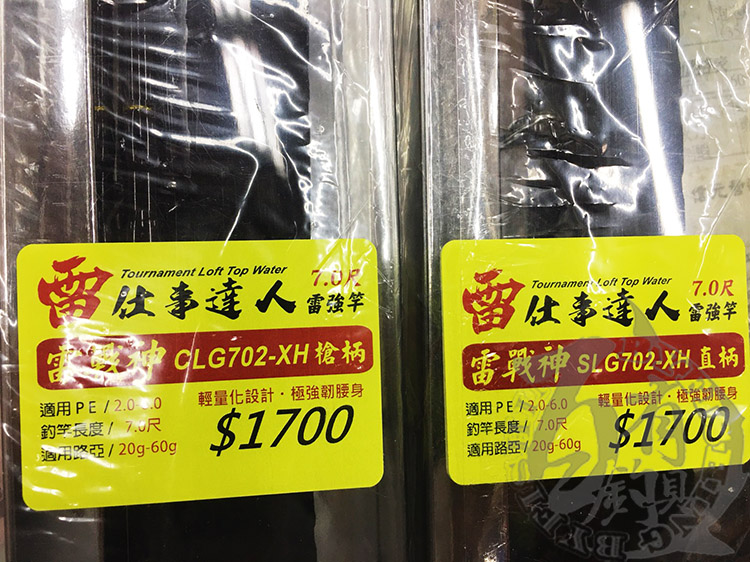 雷
Tournament Loft Top Water
7.0尺
仕事達人 雷強竿
雷戰神 CLG702-XH 槍柄
適用PE / 2.0-6.0
釣竿長度 / 7.0尺
適用路亞 / 20g-60g
輕量化設計・極強韌腰身
$1700
雷
Tournament Loft Top Water
7.0尺
仕事達人 雷強竿
雷戰神 SLG702-XH 直柄
適用PE / 2.0-6.0
釣竿長度 / 7.0尺
適用路亞 / 20g-60g
輕量化設計・極強韌腰身
$1700